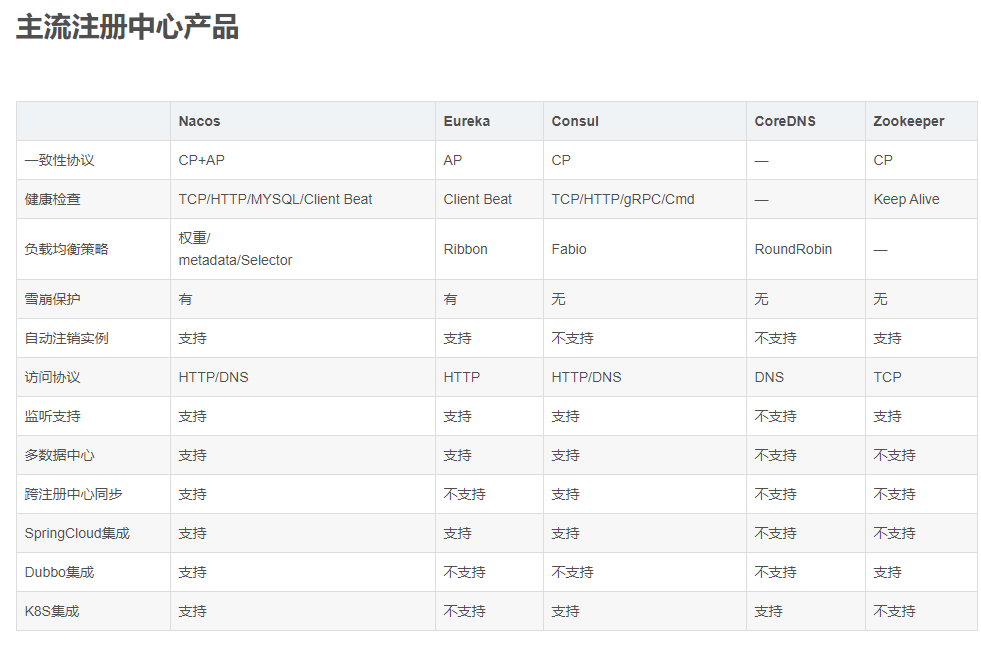 主流注册中心产品
Nacos Eureka Consul CoreDNS Zookeeper
一致性协议 CP+AP AP CP — CP
健康检查 TCP/HTTP/MYSQL/Client Beat Client Beat TCP/HTTP/gRPC/Cmd — Keep Alive
负载均衡策略 权重/
metadata/Selector Ribbon Fabio RoundRobin —
雪崩保护 有 有 无 无 无
自动注销实例 支持 支持 不支持 不支持 支持
访问协议 HTTP/DNS HTTP HTTP/DNS DNS TCP
监听支持 支持 支持 支持 不支持 支持
多数据中心 支持 支持 支持 不支持 不支持
跨注册中心同步 支持 不支持 支持 不支持 不支持
SpringCloud集成 支持 支持 支持 不支持 不支持
Dubbo集成 支持 不支持 不支持 不支持 支持
K8S集成 支持 不支持 支持 支持 不支持